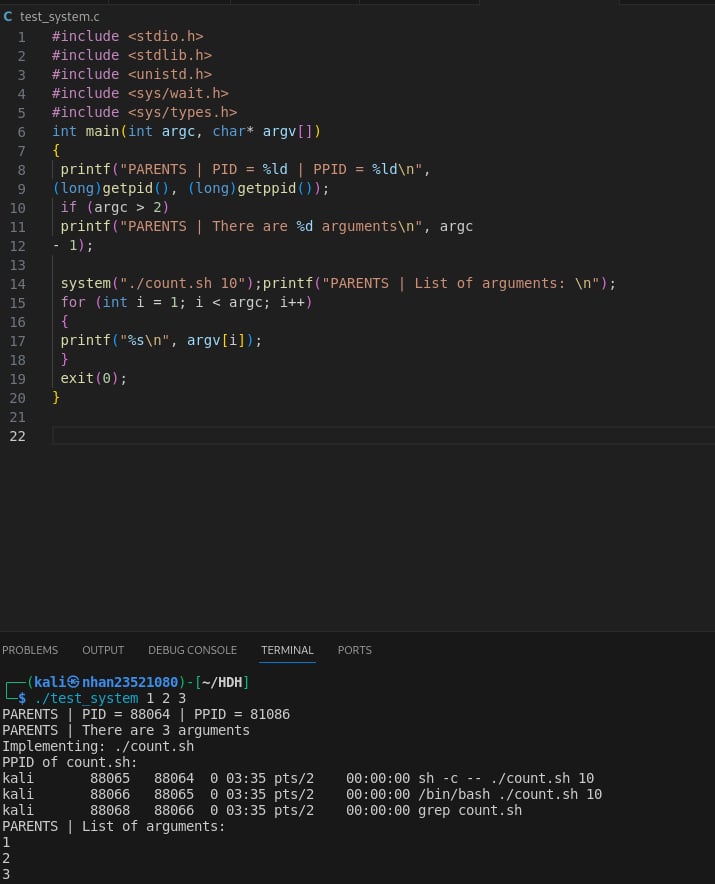 C test_system.c
1 #include <stdio.h>
2 #include <stdlib.h>
3 #include <unistd.h>
4 #include <sys/wait.h>
5 #include <sys/types.h>
6 int main(int argc, char* argv[])
7 {
8 printf("PARENTS | PID = %ld | PPID = %ld\n",
9 (long)getpid(), (long)getppid());
10 if (argc > 2)
11 printf("PARENTS | There are %d arguments\n", argc
12 - 1);
13
14 system("./count.sh 10");printf("PARENTS | List of arguments: \n");
15 for (int i = 1; i < argc; i++)
16 {
17 printf("%s\n", argv[i]);
18 }
19 exit(0);
20 }
21
22
PROBLEMS OUTPUT DEBUG CONSOLE TERMINAL PORTS
┌──(kali㉿nhan23521080)-[~/HDH]
└─$ ./test_system 1 2 3
PARENTS | PID = 88064 | PPID = 81086
PARENTS | There are 3 arguments
Implementing: ./count.sh
PPID of count.sh:
kali 88065 88064 0 03:35 pts/2 00:00:00 sh -c -- ./count.sh 10
kali 88066 88065 0 03:35 pts/2 00:00:00 /bin/bash ./count.sh 10
kali 88068 88066 0 03:35 pts/2 00:00:00 grep count.sh
PARENTS | List of arguments:
1
2
3